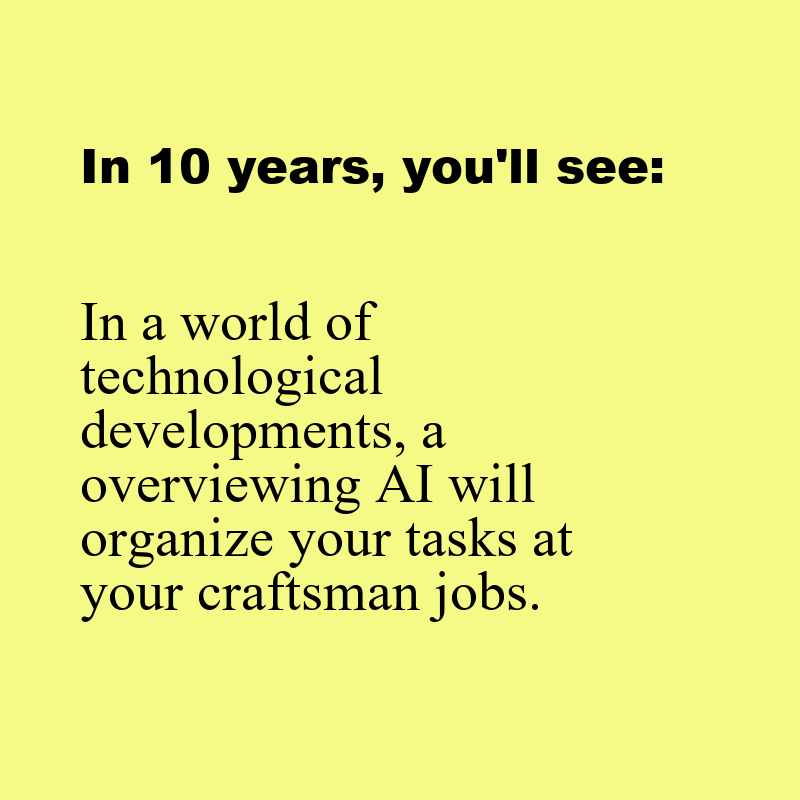 In 10 years, you'll see:
In a world of
technological
developments, a
overviewing AI will
organize your tasks at
your craftsman jobs.